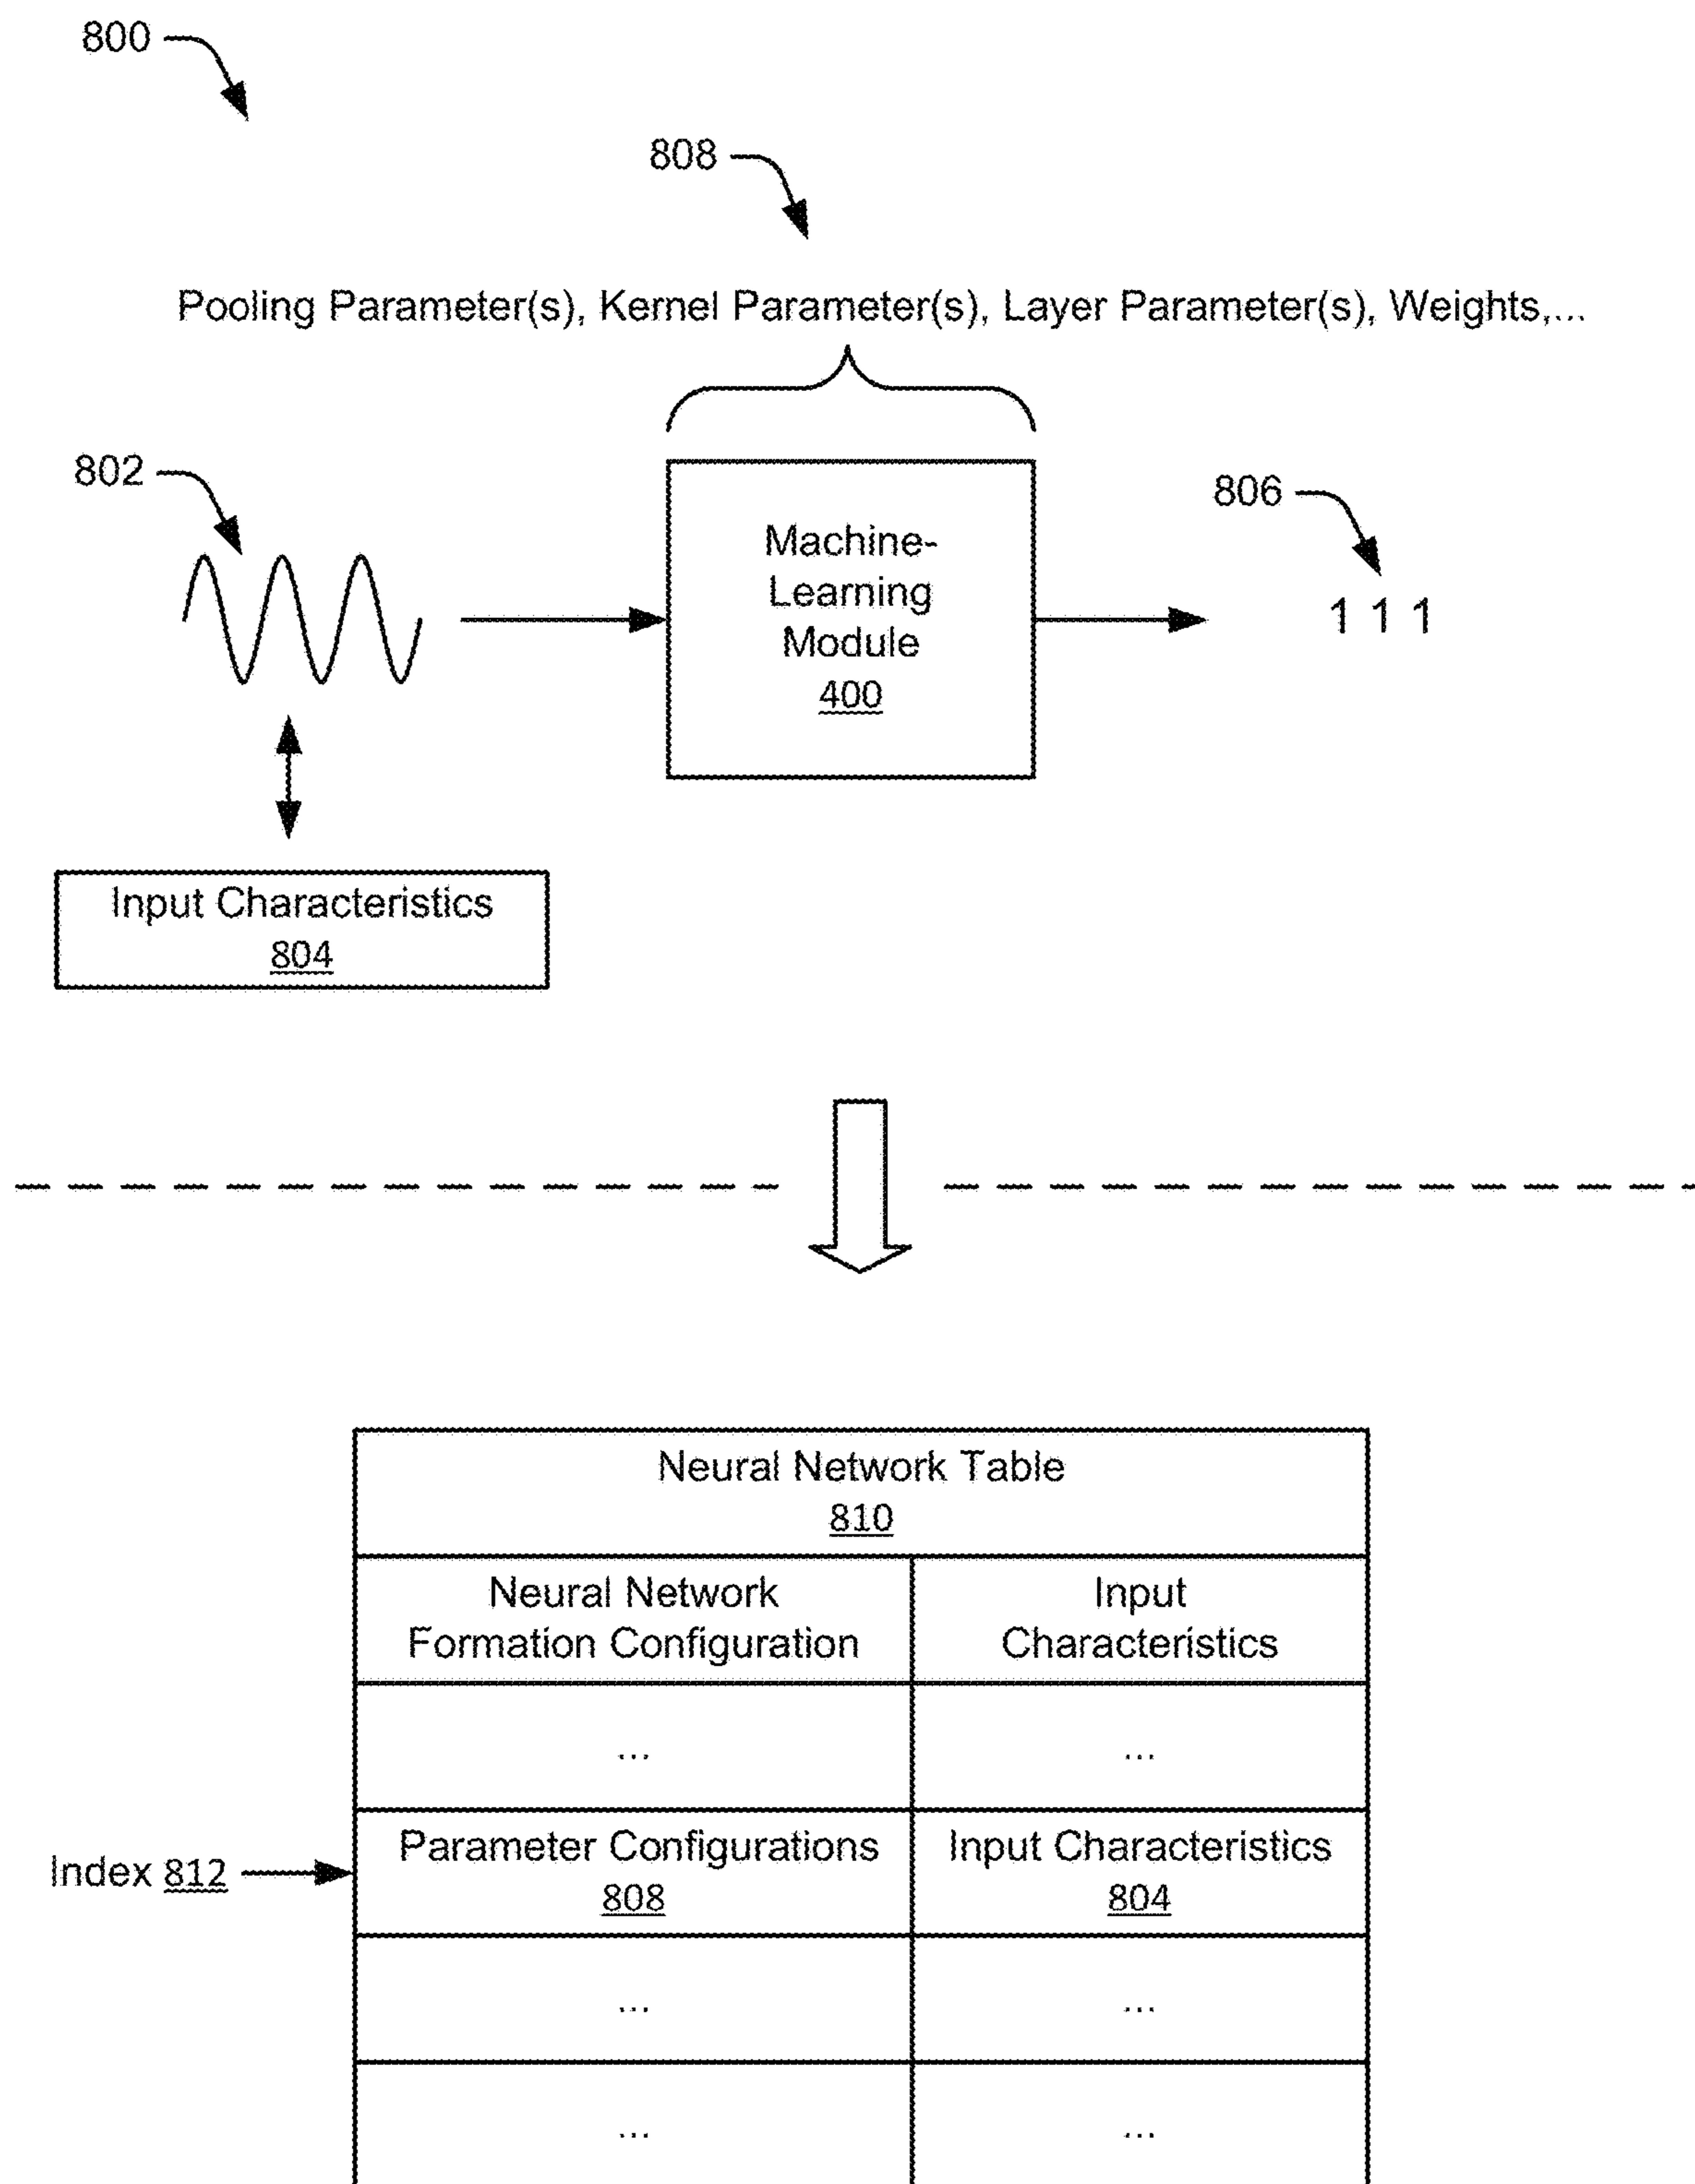 800
808
Pooling Parameter(s), Kernel Parameter(s), Layer Parameter(s), Weights,...
802
806
Machine-
Learning
Module
400
1 1 1
Input Characteristics
804
Neural Network Table
810
Neural Network
Formation Configuration
Input
Characteristics
...
...
Index 812
Parameter Configurations
808
Input Characteristics
804
...
...
...
...